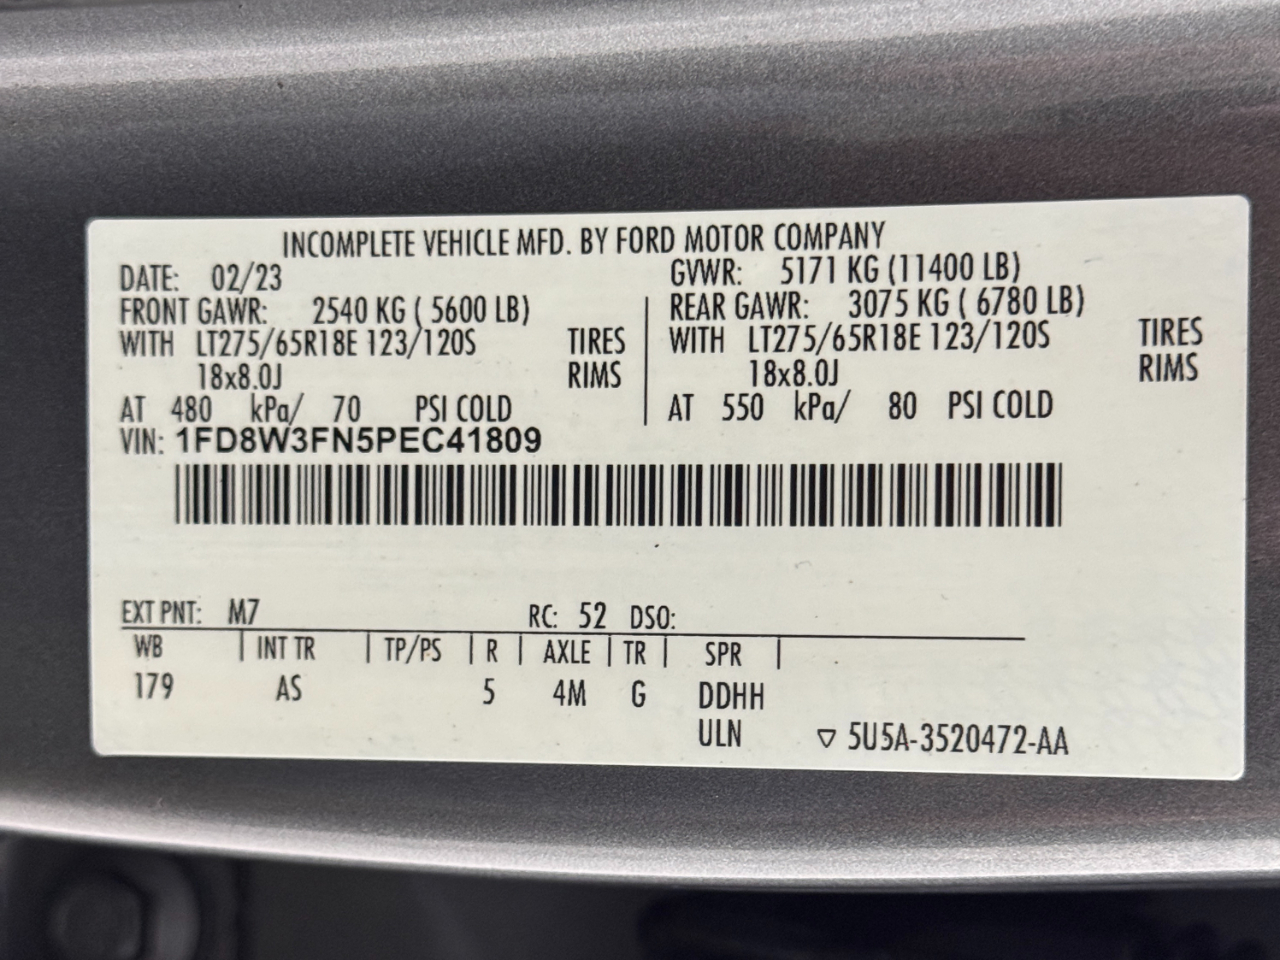 INCOMPLETE VEHICLE MFD. BY FORD MOTOR COMPANY
DATE: 02/23 GVWR: 5171 KG (11400 LB)
FRONT GAWR: 2540 KG ( 5600 LB) REAR GAWR: 3075 KG ( 6780 LB)
WITH LT275/65R18E 123/120S TIRES WITH LT275/65R18E 123/120S TIRES
18x8.0J RIMS 18x8.0J RIMS
AT 480 kPa/ 70 PSI COLD AT 550 kPa/ 80 PSI COLD
VIN: 1FD8W3FN5PEC41809
EXT PNT: M7 RC: 52 DSO:
WB INT TR TP/PS R AXLE TR SPR
179 AS 5 4M G DDHH
ULN ▽ 5U5A-3520472-AA